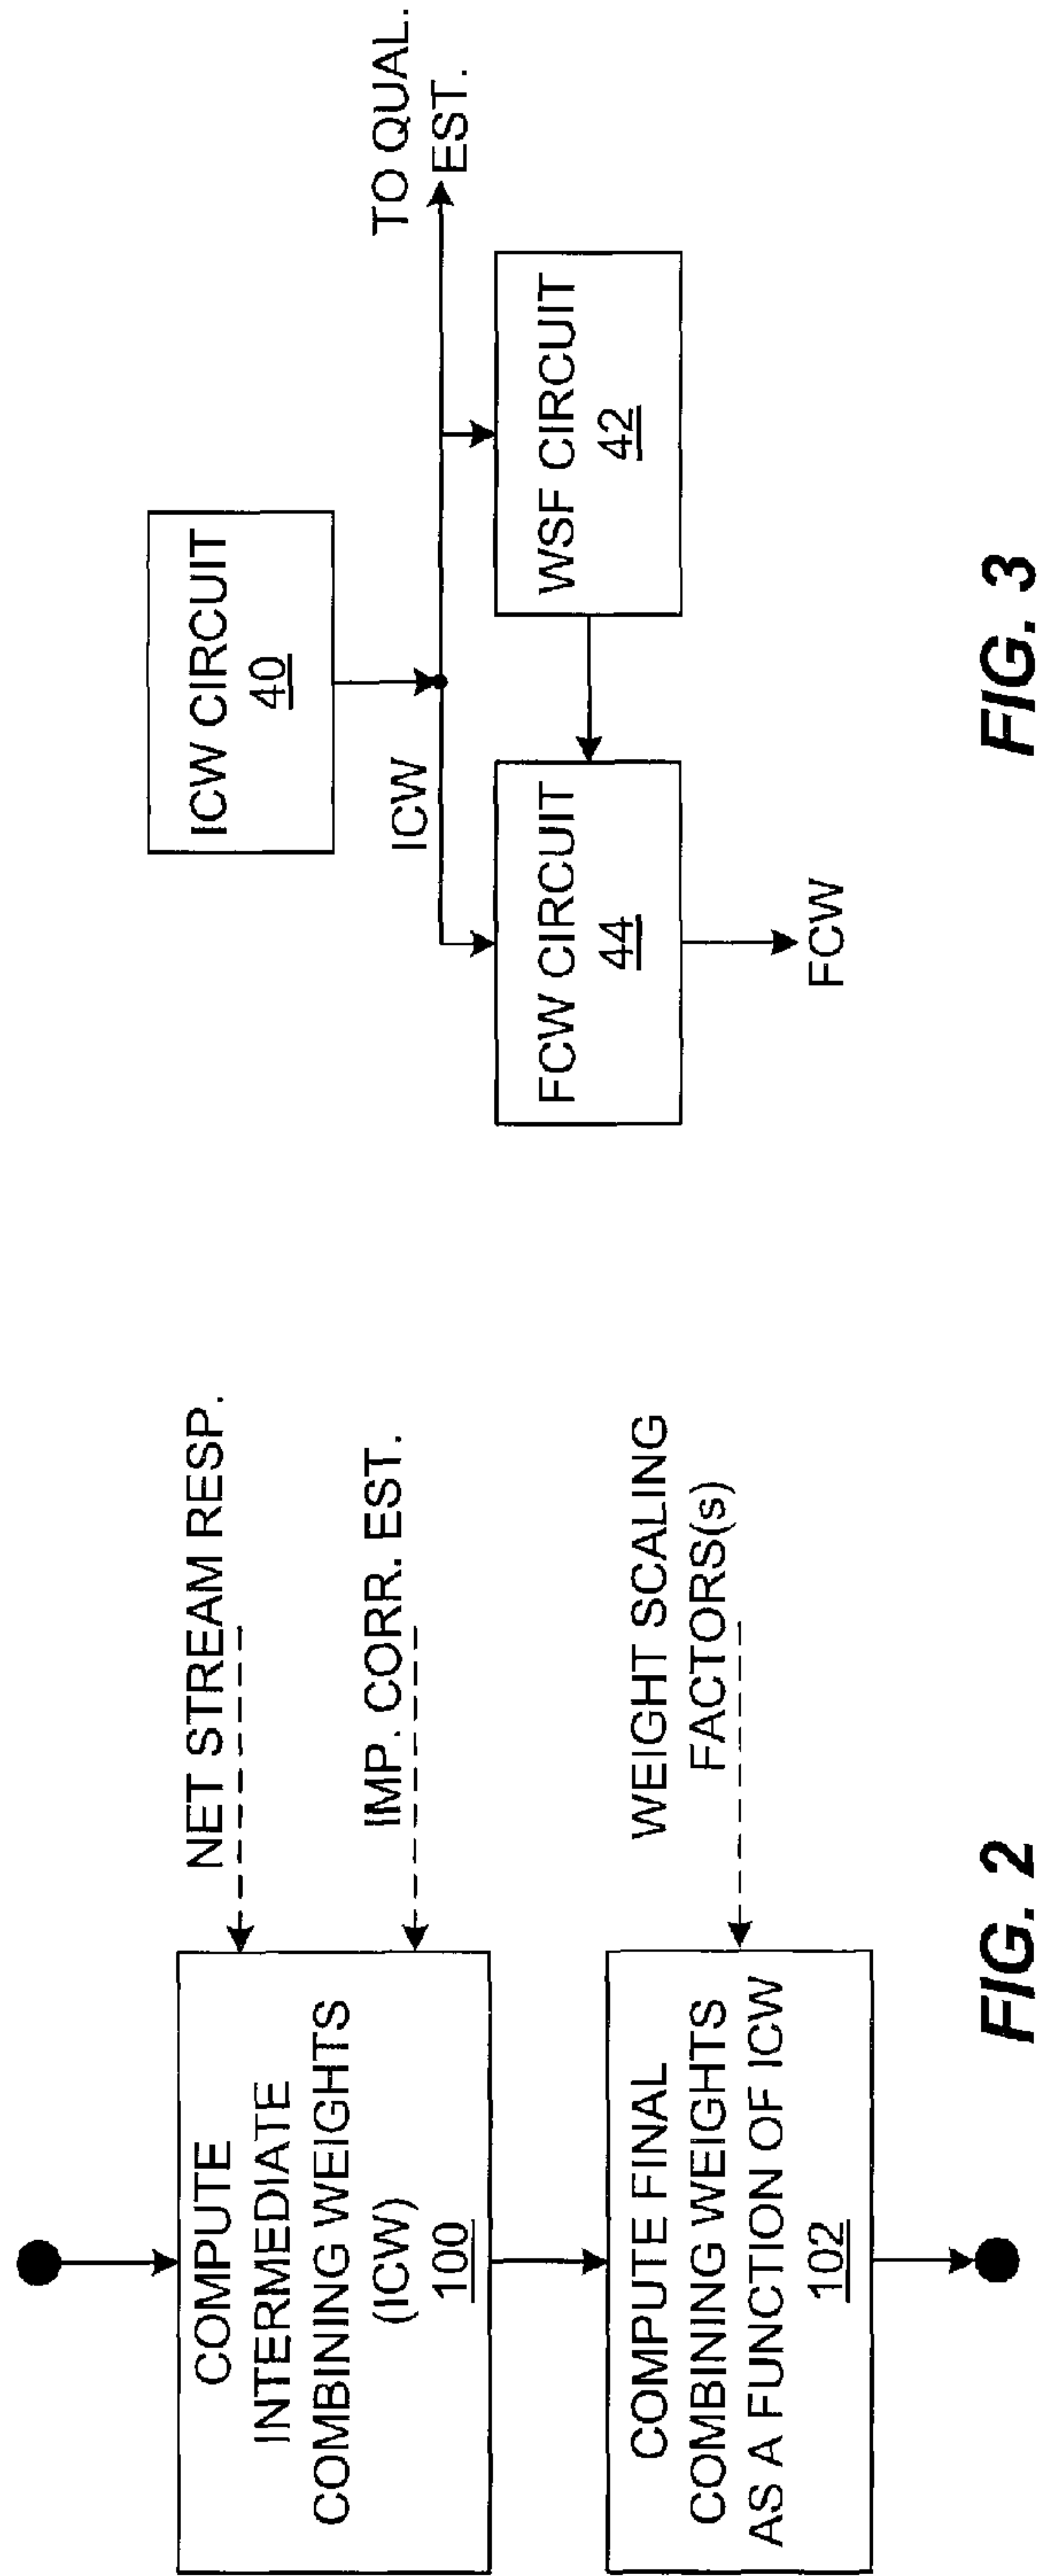 COMPUTE
INTERMEDIATE
COMBINING WEIGHTS
(ICW)
100
NET STREAM RESP.
IMP. CORR. EST.
COMPUTE FINAL
COMBINING WEIGHTS
AS A FUNCTION OF ICW
102
WEIGHT SCALING
FACTORS(s)
FIG. 2
ICW CIRCUIT
40
ICW
TO QUAL.
EST.
FCW CIRCUIT
44
WSF CIRCUIT
42
FCW
FIG. 3